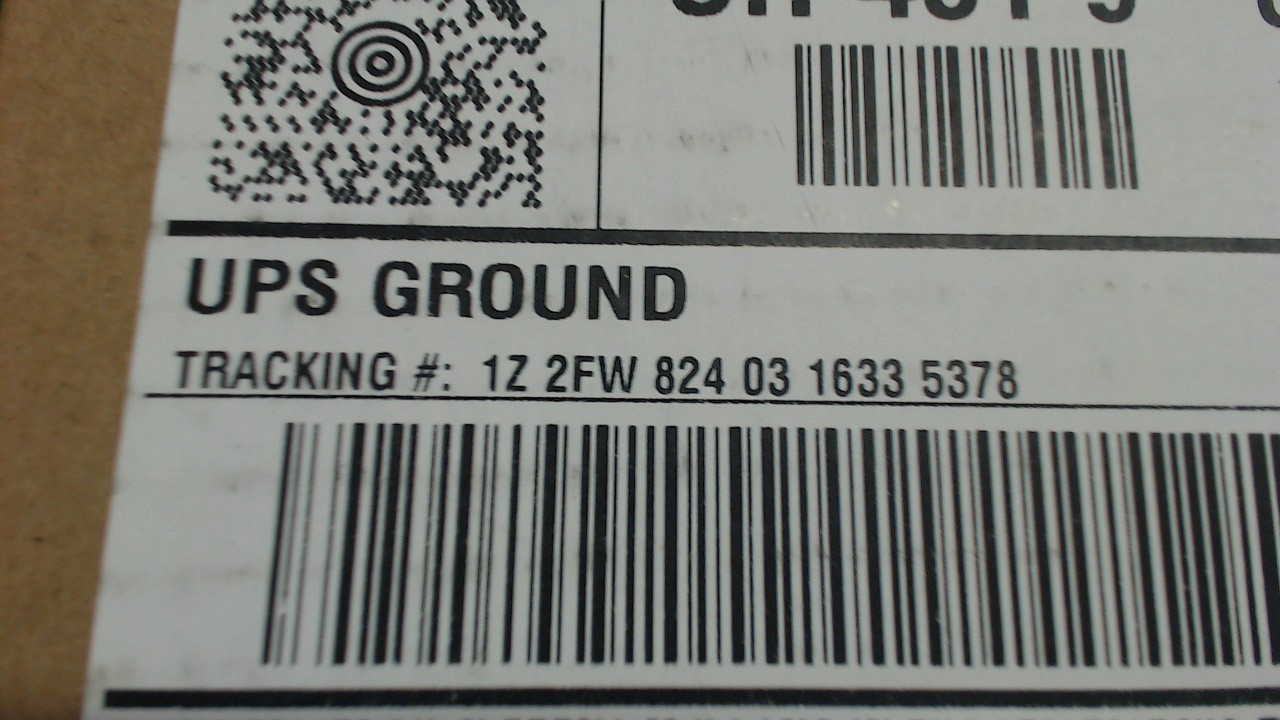 UPS GROUND
TRACKING #: 1Z 2FW 824 03 1633 5378